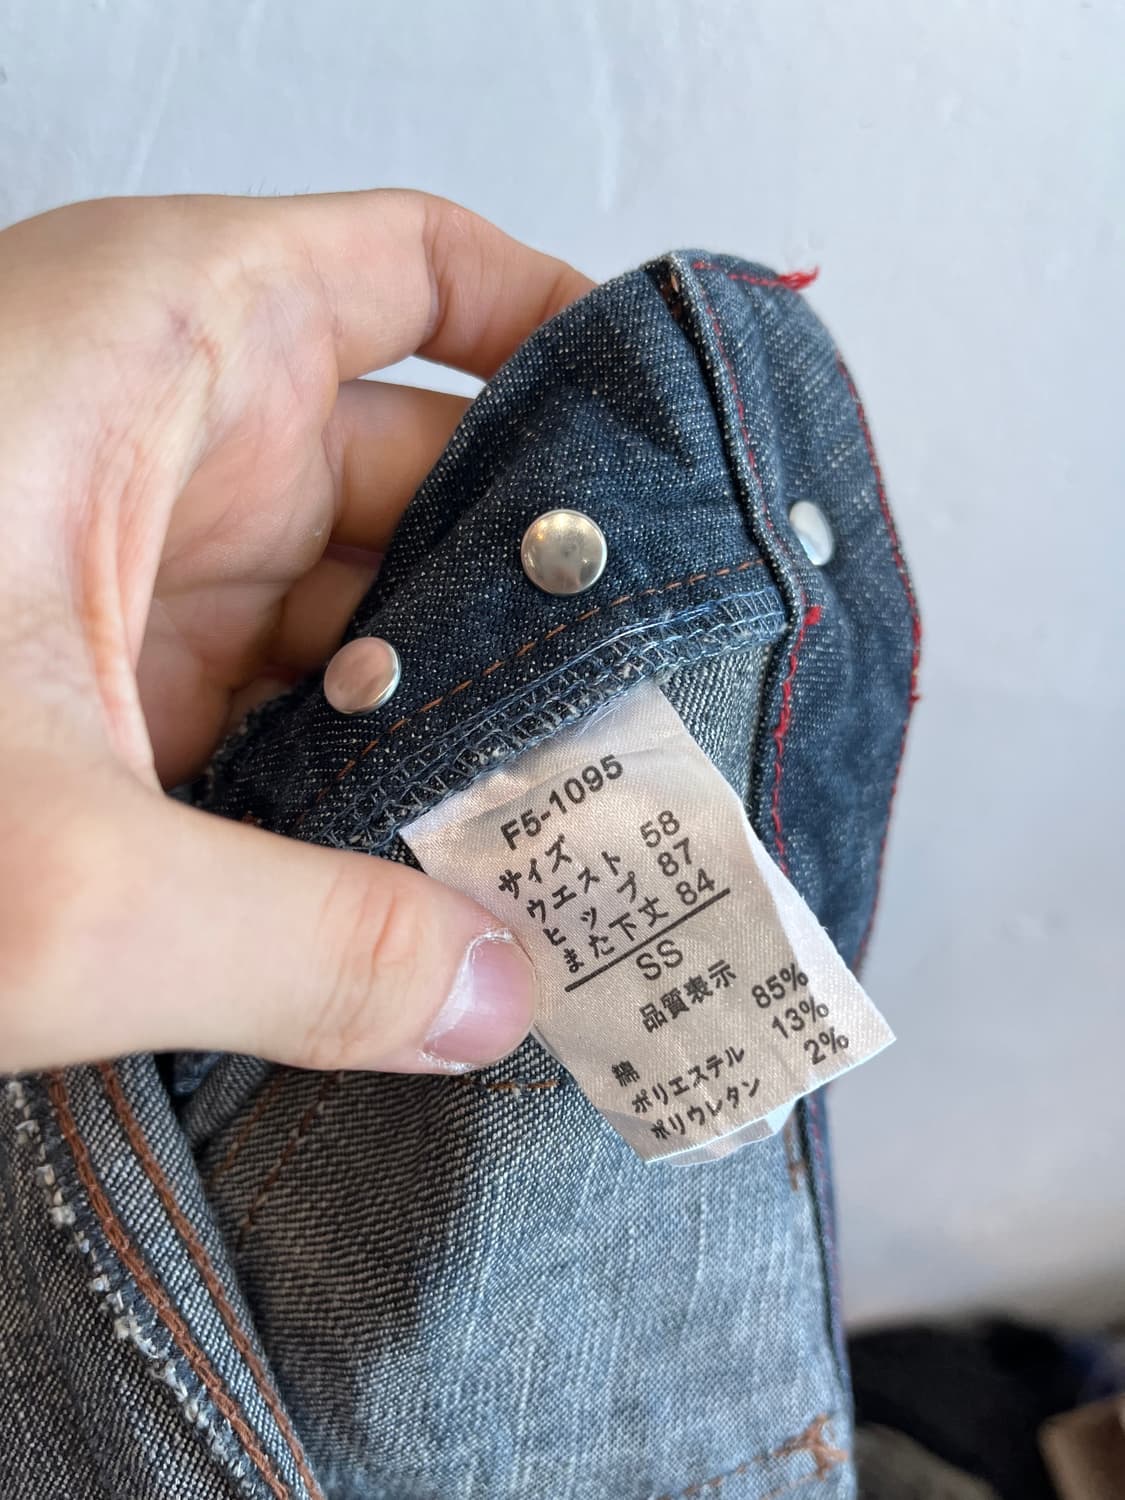 F5-1095
サイズ
ウエスト 58
ヒップ 87
また下丈 84
SS
品質表示
綿 85%
ポリエステル 13%
ポリウレタン 2%